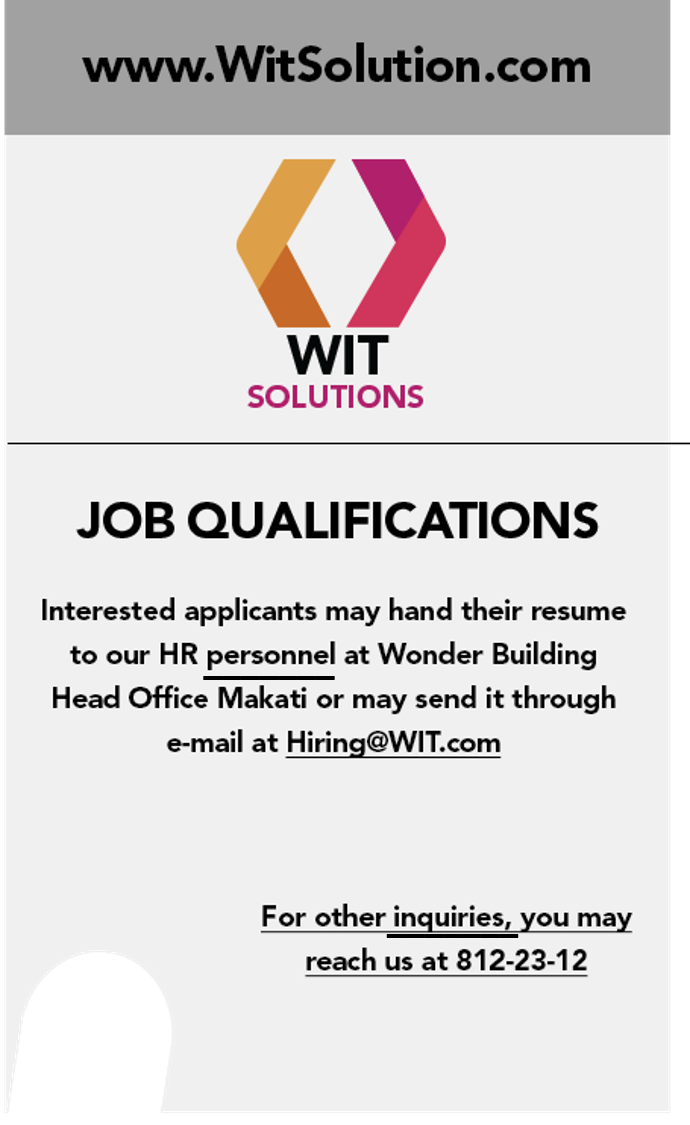 www.WitSolution.com
WIT
SOLUTIONS
JOB QUALIFICATIONS
Interested applicants may hand their resume
to our HR personnel at Wonder Building
Head Office Makati or may send it through
e-mail at Hiring@WIT.com
For other inquiries, you may
reach us at 812-23-12